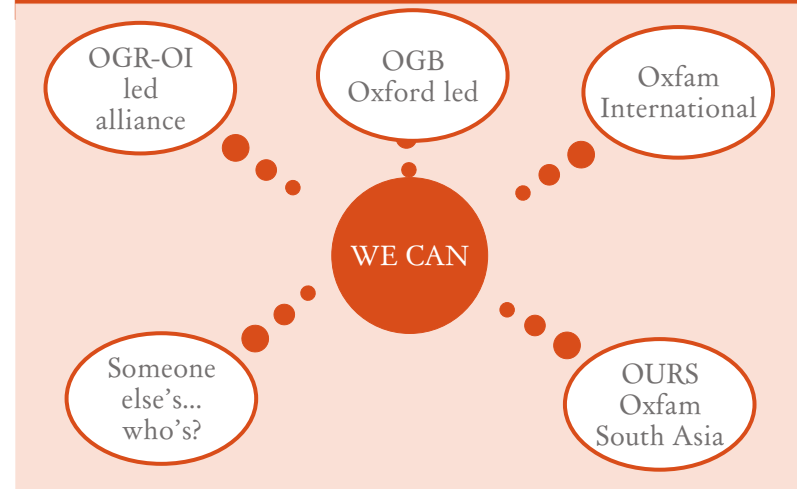 OGR-OI
led
alliance
OGB
Oxford led
Oxfam
International
WE CAN
Someone
else's...
who's?
OURS
Oxfam
South Asia